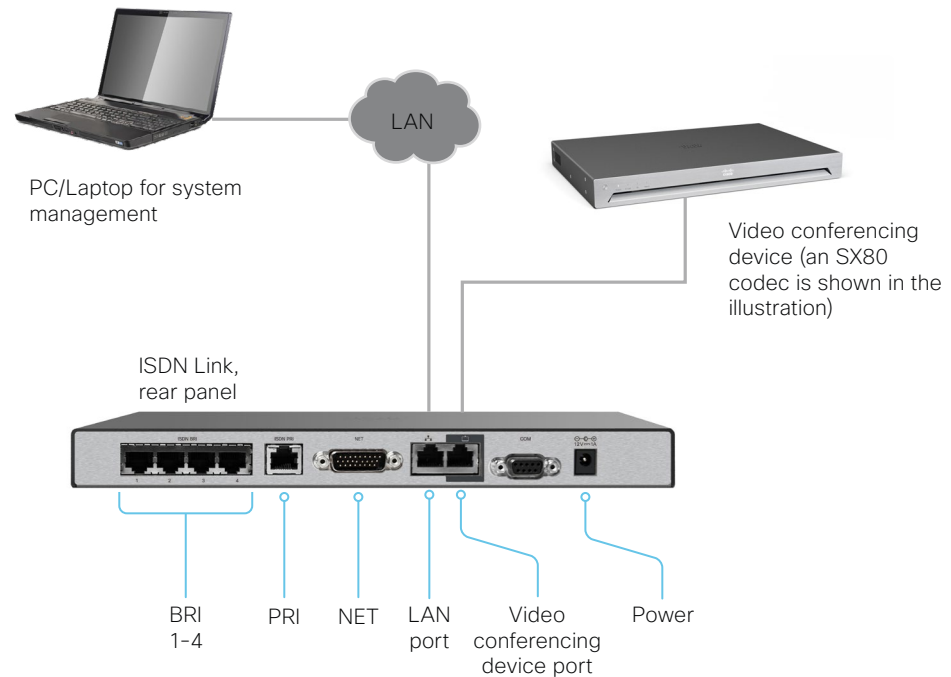 LAN
PC/Laptop for system
management
Video conferencing
device (an SX80
codec is shown in the
illustration)
ISDN Link,
rear panel
ISDN BRI
ISDN PRI
NET
COM
12V 1A
1 2 3 4
BRI
1-4
PRI
NET
LAN
port
Video
conferencing
device port
Power